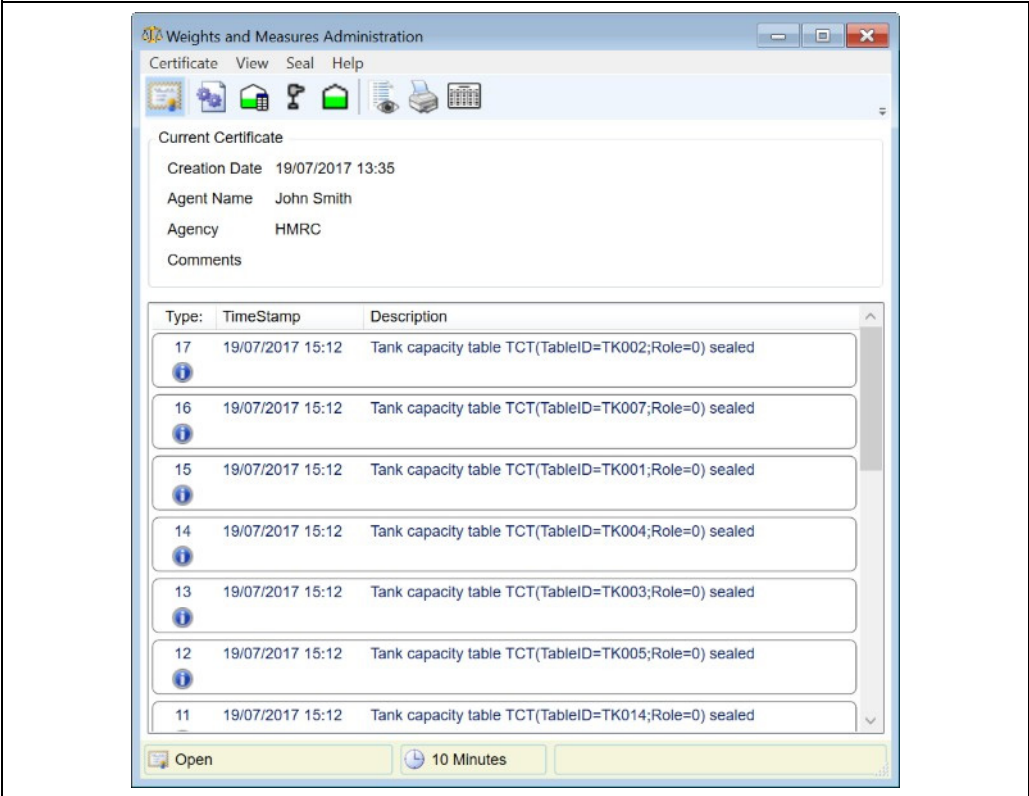 Weights and Measures Administration
Certificate View Seal Help
Current Certificate
Creation Date 19/07/2017 13:35
Agent Name John Smith
Agency HMRC
Comments
Type: TimeStamp Description
17 19/07/2017 15:12 Tank capacity table TCT(TableID=TK002;Role=0) sealed
16 19/07/2017 15:12 Tank capacity table TCT(TableID=TK007;Role=0) sealed
15 19/07/2017 15:12 Tank capacity table TCT(TableID=TK001;Role=0) sealed
14 19/07/2017 15:12 Tank capacity table TCT(TableID=TK004;Role=0) sealed
13 19/07/2017 15:12 Tank capacity table TCT(TableID=TK003;Role=0) sealed
12 19/07/2017 15:12 Tank capacity table TCT(TableID=TK005;Role=0) sealed
11 19/07/2017 15:12 Tank capacity table TCT(TableID=TK014;Role=0) sealed
Open 10 Minutes